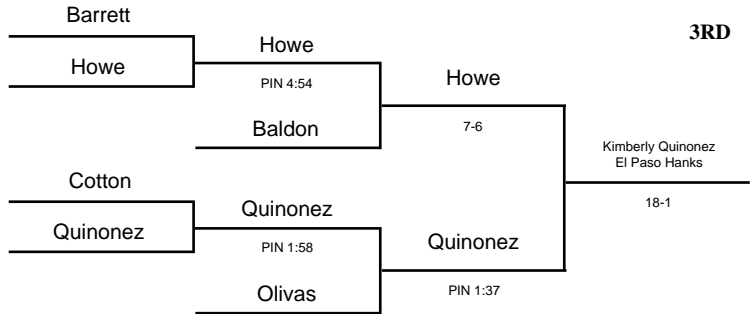 Barrett
3RD
Howe
Howe
PIN 4:54
Howe
Baldon
7-6
Kimberly Quinonez
El Paso Hanks
Cotton
18-1
Quinonez
Quinonez
PIN 1:58
Quinonez
Olivas
PIN 1:37